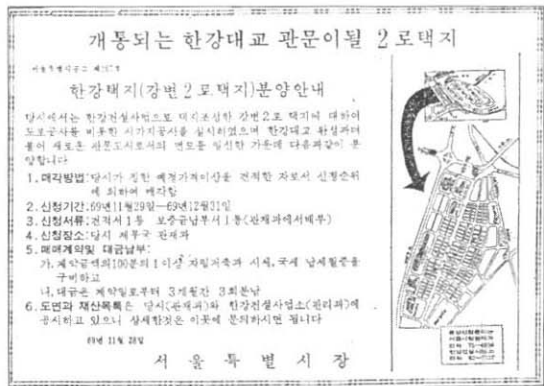 개통되는 한강대교 관문이될 2로택지
한강택지(강변2로택지)분양안내
당시에서는 한강건설사업으로 택지조성한 강변2로 택지에 대하여
도로공사를 비롯한 시가지공사를 실시하였으며 한강대교 완성과더
불어 새로운 관문도시로서의 면모를 일신한 가운데 다음과같이 분
양합니다
1. 매각방법: 당시가 정한 예정가격이상을 견적한 자로서 신청순위
에 의하여 매각함
2. 신청기간: 69년11월29일~69년12월31일
3. 신청서류: 견적서1통 보증금납부서1통(관재과에서배부)
4. 신청장소: 당시 재무국 관재과
5. 매매계약및 대금납부:
가. 계약금액의100분의1이상 자립저축과 시세, 국세 납세필증을
구비하고
나. 대금은 계약일로부터 3개월간 3회분납
6. 도면과 재산목록은 당시(관재과)와 한강건설사업소(관리과)에
공시하고 있으니 상세한것은 이곳에 문의하시면 됩니다
69년 11월 28일
서울특별시장